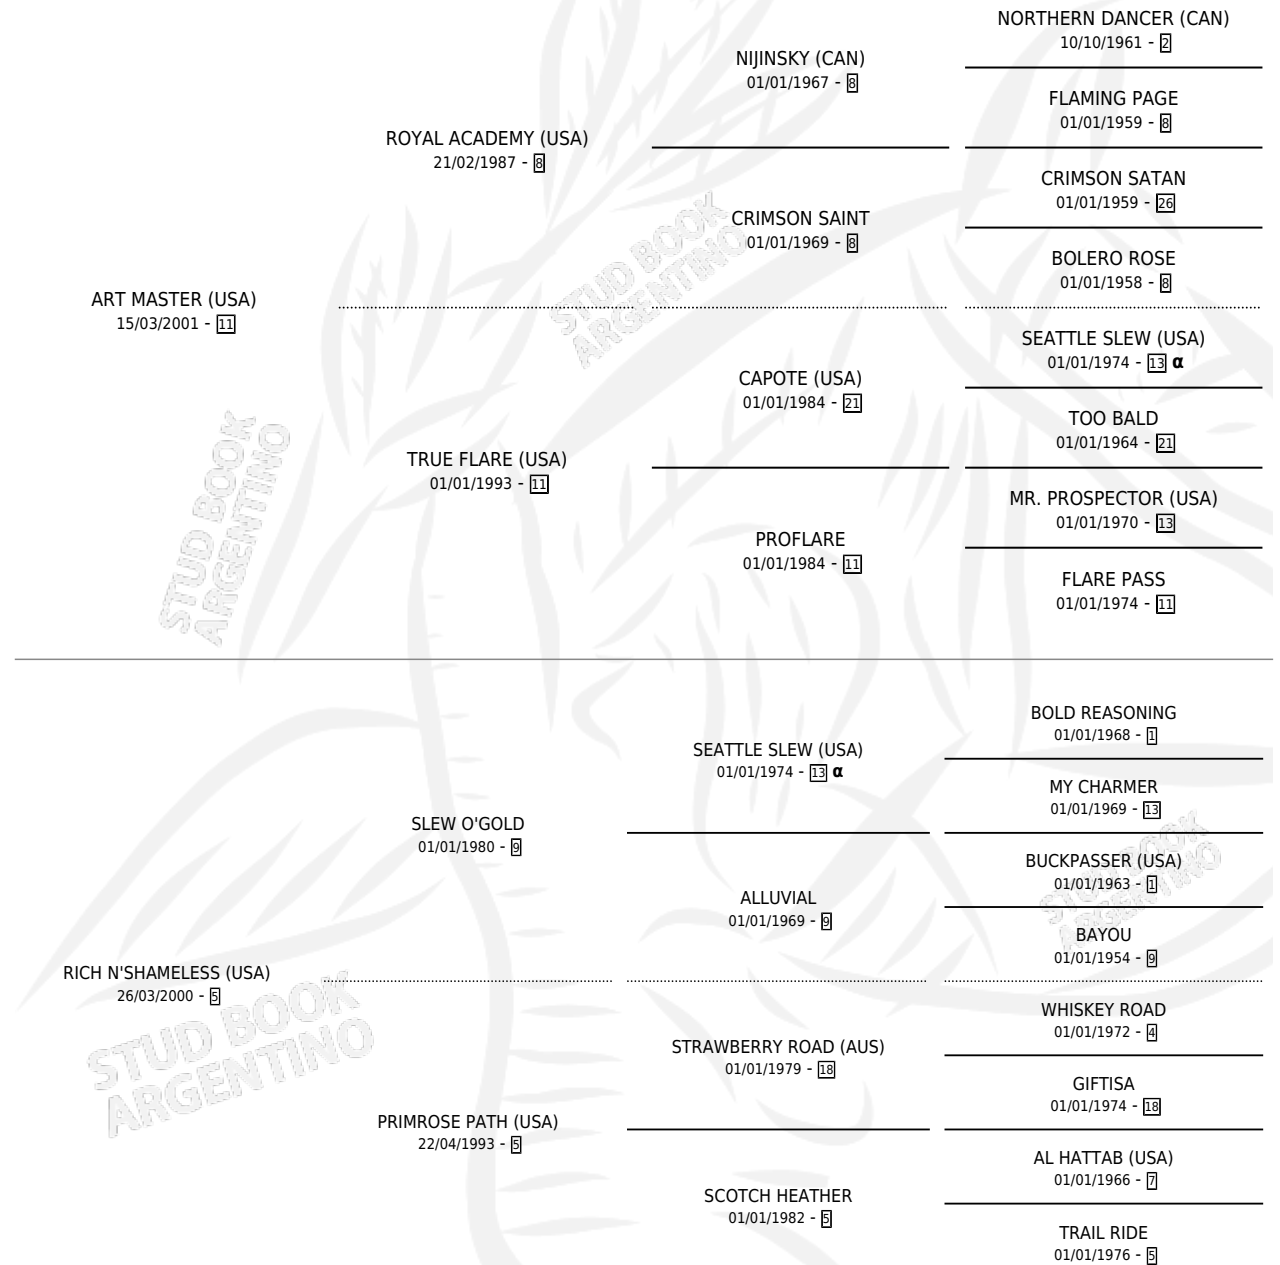 NORTHERN DANCER (CAN)
10/10/1961 - 2
NIJINSKY (CAN)
01/01/1967 - 8
FLAMING PAGE
01/01/1959 - 8
ROYAL ACADEMY (USA)
21/02/1987 - 8
CRIMSON SATAN
01/01/1959 - 26
CRIMSON SAINT
01/01/1969 - 8
BOLERO ROSE
01/01/1958 - 8
ART MASTER (USA)
15/03/2001 - 11
SEATTLE SLEW (USA)
01/01/1974 - 13 α
CAPOTE (USA)
01/01/1984 - 21
TOO BALD
01/01/1964 - 21
TRUE FLARE (USA)
01/01/1993 - 11
MR. PROSPECTOR (USA)
01/01/1970 - 13
PROFLARE
01/01/1984 - 11
FLARE PASS
01/01/1974 - 11
BOLD REASONING
01/01/1968 - 1
SEATTLE SLEW (USA)
01/01/1974 - 13 α
MY CHARMER
01/01/1969 - 13
SLEW O'GOLD
01/01/1980 - 9
BUCKPASSER (USA)
01/01/1963 - 1
ALLUVIAL
01/01/1969 - 9
BAYOU
01/01/1954 - 9
RICH N'SHAMELESS (USA)
26/03/2000 - 5
WHISKEY ROAD
01/01/1972 - 4
STRAWBERRY ROAD (AUS)
01/01/1979 - 18
GIFTISA
01/01/1974 - 18
PRIMROSE PATH (USA)
22/04/1993 - 5
AL HATTAB (USA)
01/01/1966 - 7
SCOTCH HEATHER
01/01/1982 - 5
TRAIL RIDE
01/01/1976 - 5
STUD BOOK
ARGENTINO
STUD BOOK
ARGENTINO
STUD BOOK
ARGENTINO
STUD BOOK
ARGENTINO